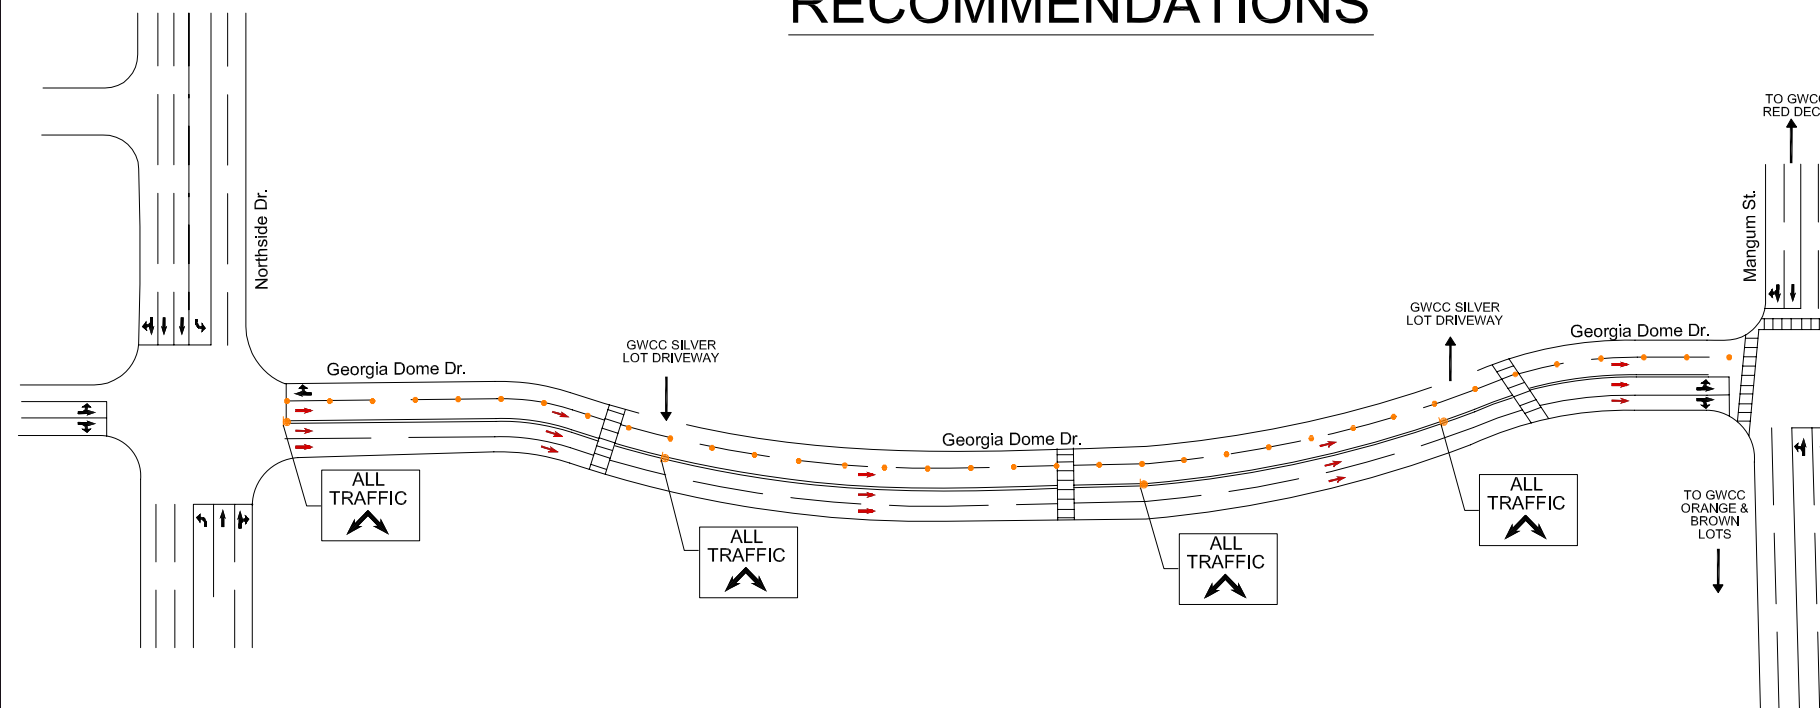 RECOMMENDATIONS
TO GWCC
RED DEC
Northside Dr.
Mangum St.
GWCC SILVER
LOT DRIVEWAY
Georgia Dome Dr.
GWCC SILVER
LOT DRIVEWAY
Georgia Dome Dr.
Georgia Dome Dr.
ALL
TRAFFIC
ALL
TRAFFIC
ALL
TRAFFIC
ALL
TRAFFIC
TO GWCC
ORANGE &
BROWN
LOTS